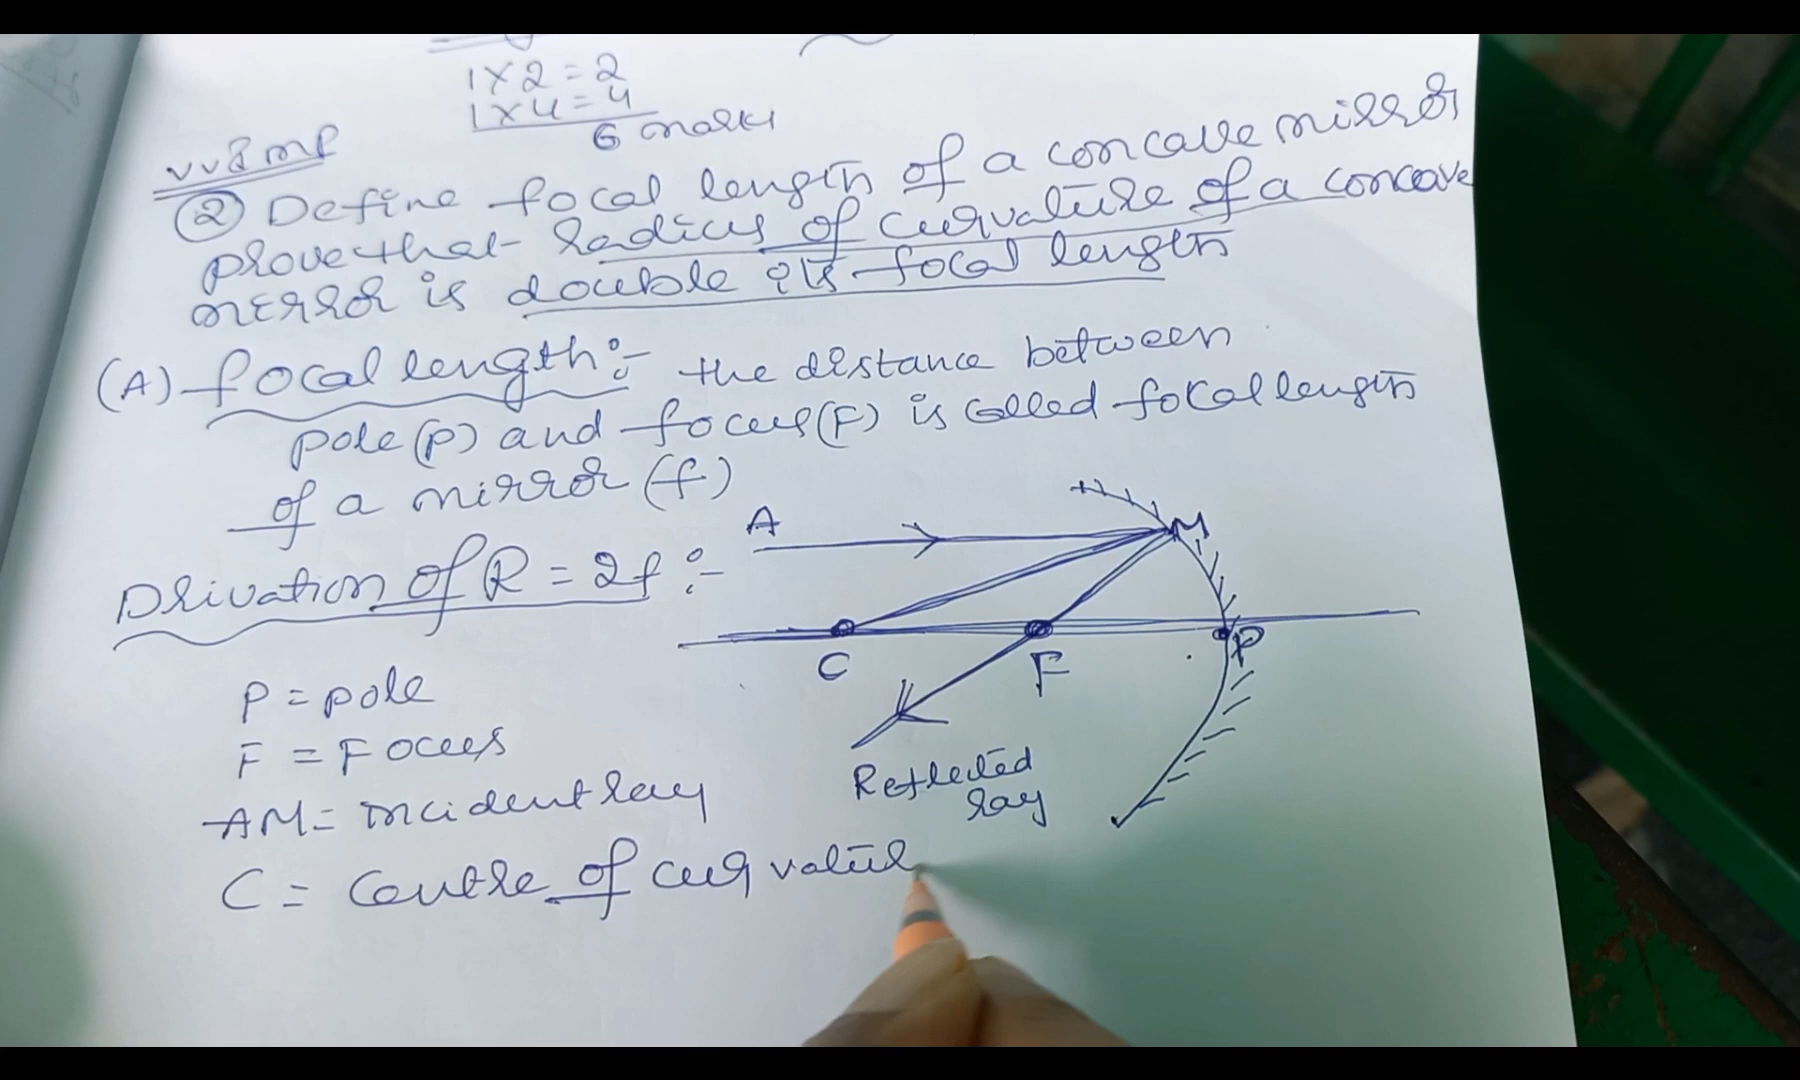 1 X 2 = 2
1 X 4 = 4
6 marks
VV8 mp
(2) Define focal length of a concave mirror
prove that radius of curvature of a concave
mirror is double its focal length
(A) focal length :- the distance between
pole (p) and focus (F) is called focal length
of a mirror (f)
Drivation of R = 2f :-
A
M
C
F
P
P = pole
F = Focus
AM = incident ray
Reflected
ray
C = Centre of curvature